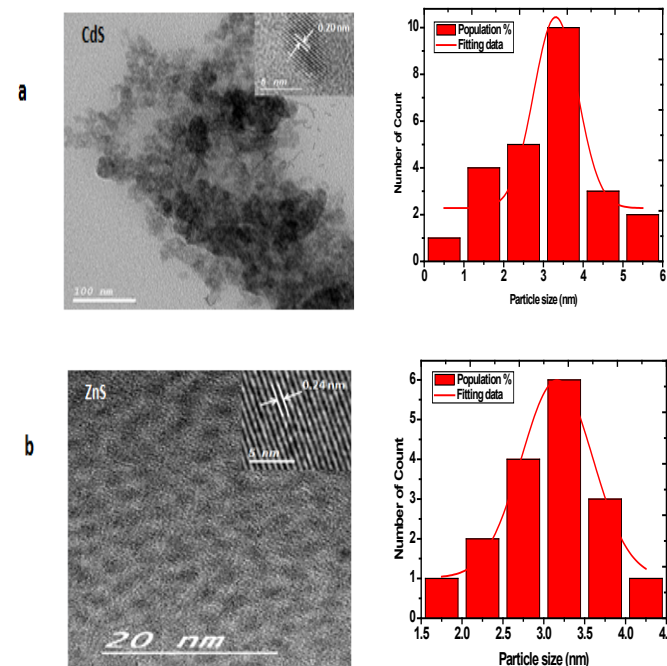 a
CdS
0.20 nm
5 nm
100 nm
Population %
Fitting data
Number of Count
10
8
6
4
2
0
0 1 2 3 4 5 6
Particle size (nm)
b
ZnS
0.24 nm
5 nm
20 nm
Population %
Fitting data
Number of Count
6
5
4
3
2
1
0
1.5 2.0 2.5 3.0 3.5 4.0 4.
Particle size (nm)